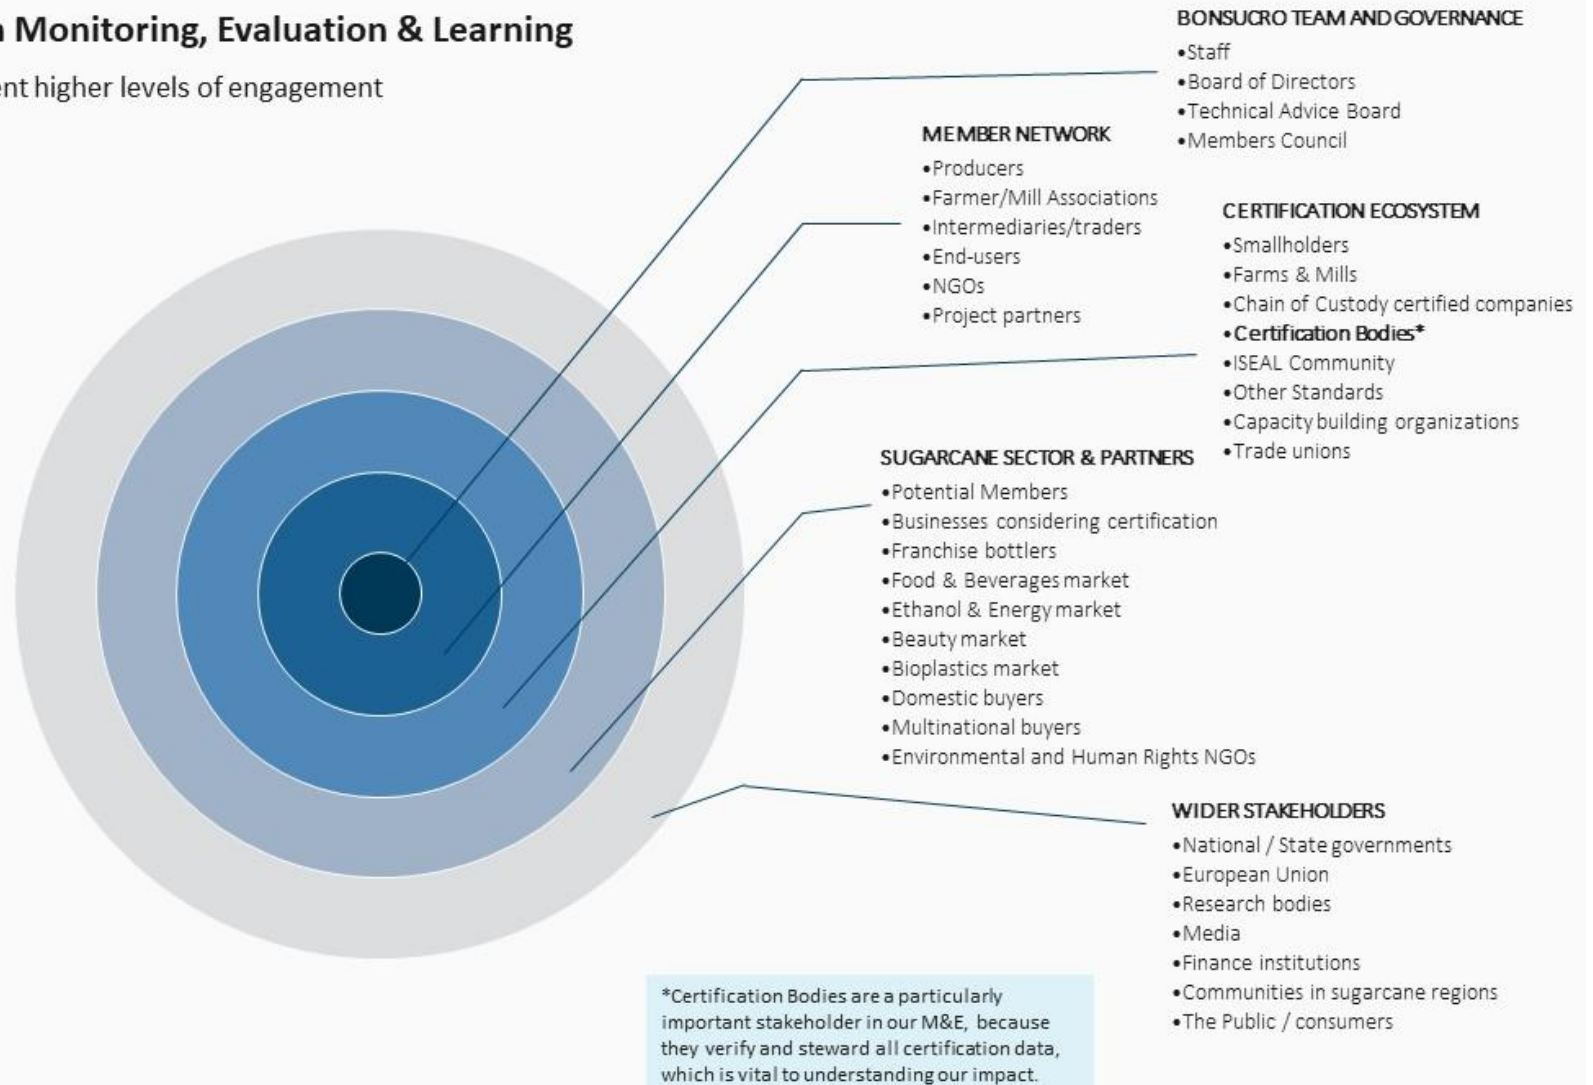 Monitoring, Evaluation & Learning
higher levels of engagement
BONSUCRO TEAM AND GOVERNANCE
•Staff
•Board of Directors
•Technical Advice Board
•Members Council
MEMBER NETWORK
•Producers
•Farmer/Mill Associations
•Intermediaries/traders
•End-users
•NGOs
•Project partners
CERTIFICATION ECOSYSTEM
•Smallholders
•Farms & Mills
•Chain of Custody certified companies
•Certification Bodies*
•ISEAL Community
•Other Standards
•Capacity building organizations
•Trade unions
SUGARCANE SECTOR & PARTNERS
•Potential Members
•Businesses considering certification
•Franchise bottlers
•Food & Beverages market
•Ethanol & Energy market
•Beauty market
•Bioplastics market
•Domestic buyers
•Multinational buyers
•Environmental and Human Rights NGOs
WIDER STAKEHOLDERS
•National / State governments
•European Union
•Research bodies
•Media
•Finance institutions
•Communities in sugarcane regions
•The Public / consumers
*Certification Bodies are a particularly
important stakeholder in our M&E, because
they verify and steward all certification data,
which is vital to understanding our impact.